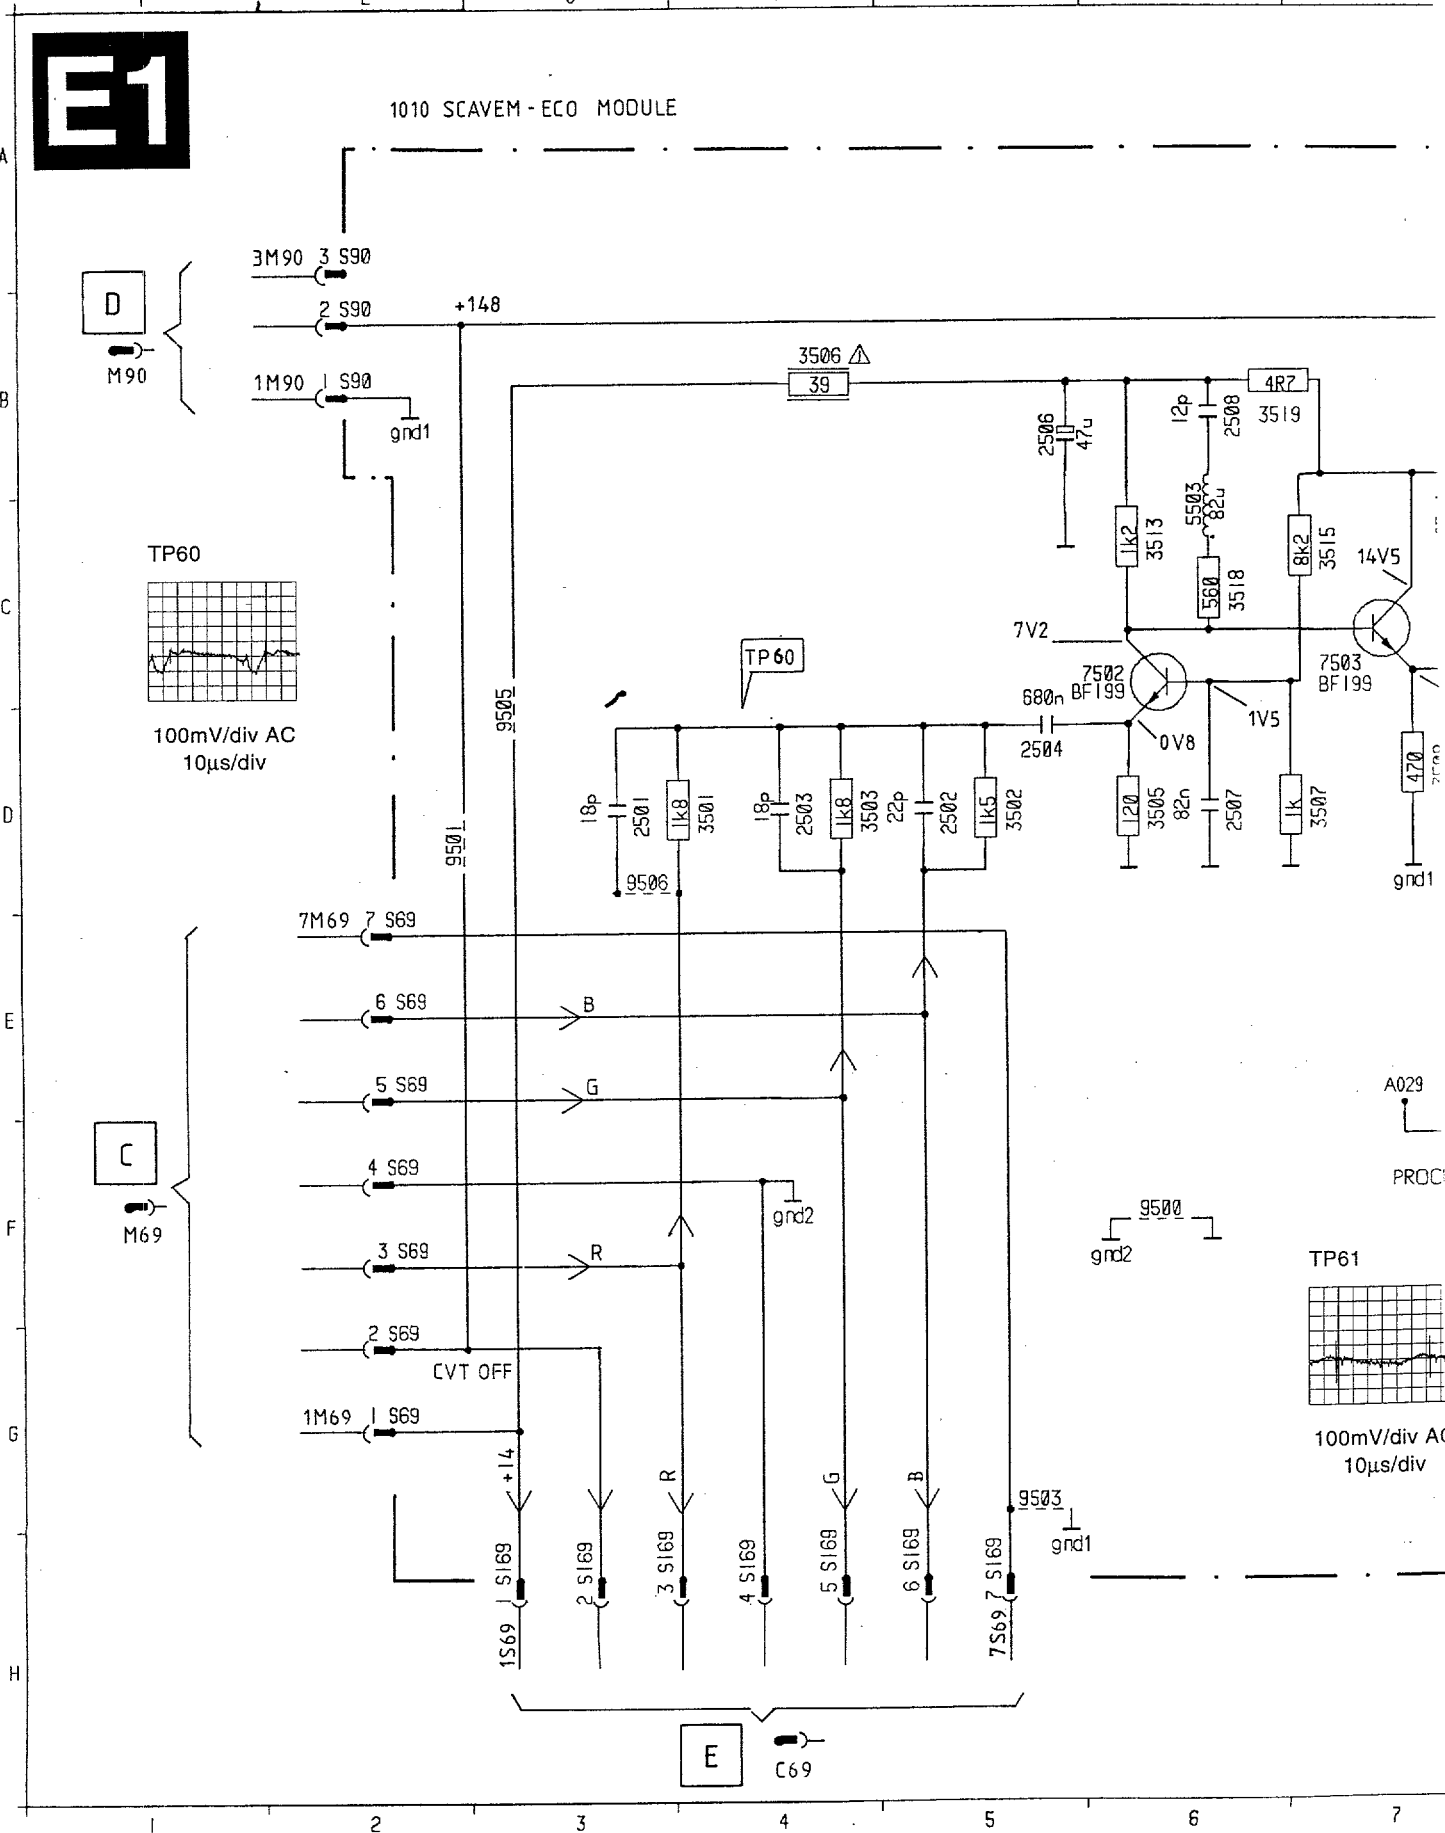 E1
1010 SCAVEM - ECO MODULE
A
3M90 3 S90
D
2 S90
+148
M90
1M90 1 S90
gnd1
B
3506
39
4R7
3519
12p
2508
2506
47u
5503
82u
1k2
3513
8k2
3515
560
3518
14V5
TP60
C
7V2
TP60
7502
BF199
7503
BF199
9505
680n
2504
1V5
0V8
100mV/div AC
10µs/div
D
18p
2501
1k8
3501
18p
2503
1k8
3503
22p
2502
1k5
3502
120
3505
82n
2507
1k
3507
470
gnd1
9501
9506
7M69 7 S69
E
6 S69
B
5 S69
G
A029
C
4 S69
gnd2
M69
F
3 S69
R
9500
gnd2
TP61
2 S69
CVT OFF
1M69 1 S69
G
+14
R
G
B
9503
gnd1
100mV/div
10µs/div
1 S169
2 S169
3 S169
4 S169
5 S169
6 S169
7 S169
1S69
7S69
H
E
C69
1 2 3 4 5 6 7